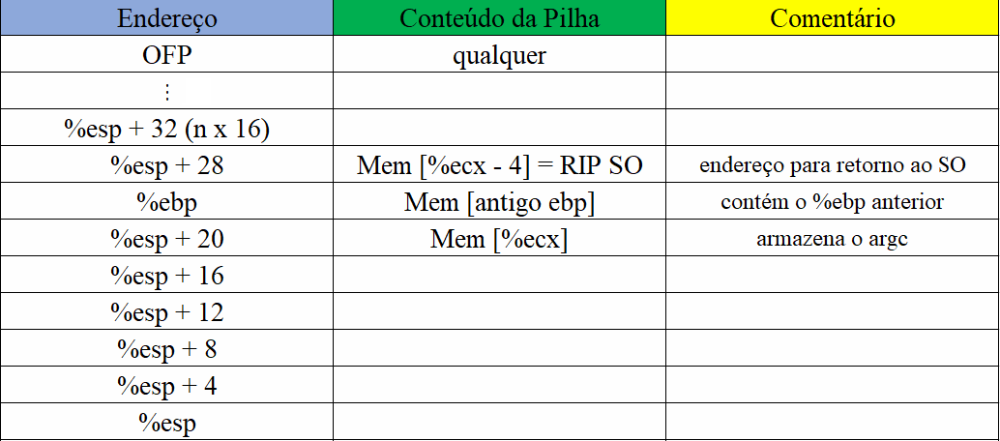 Endereço Conteúdo da Pilha Comentário
OFP qualquer
⋮
%esp + 32 (n x 16)
%esp + 28 Mem [%ecx - 4] = RIP SO endereço para retorno ao SO
%ebp Mem [antigo ebp] contém o %ebp anterior
%esp + 20 Mem [%ecx] armazena o argc
%esp + 16
%esp + 12
%esp + 8
%esp + 4
%esp